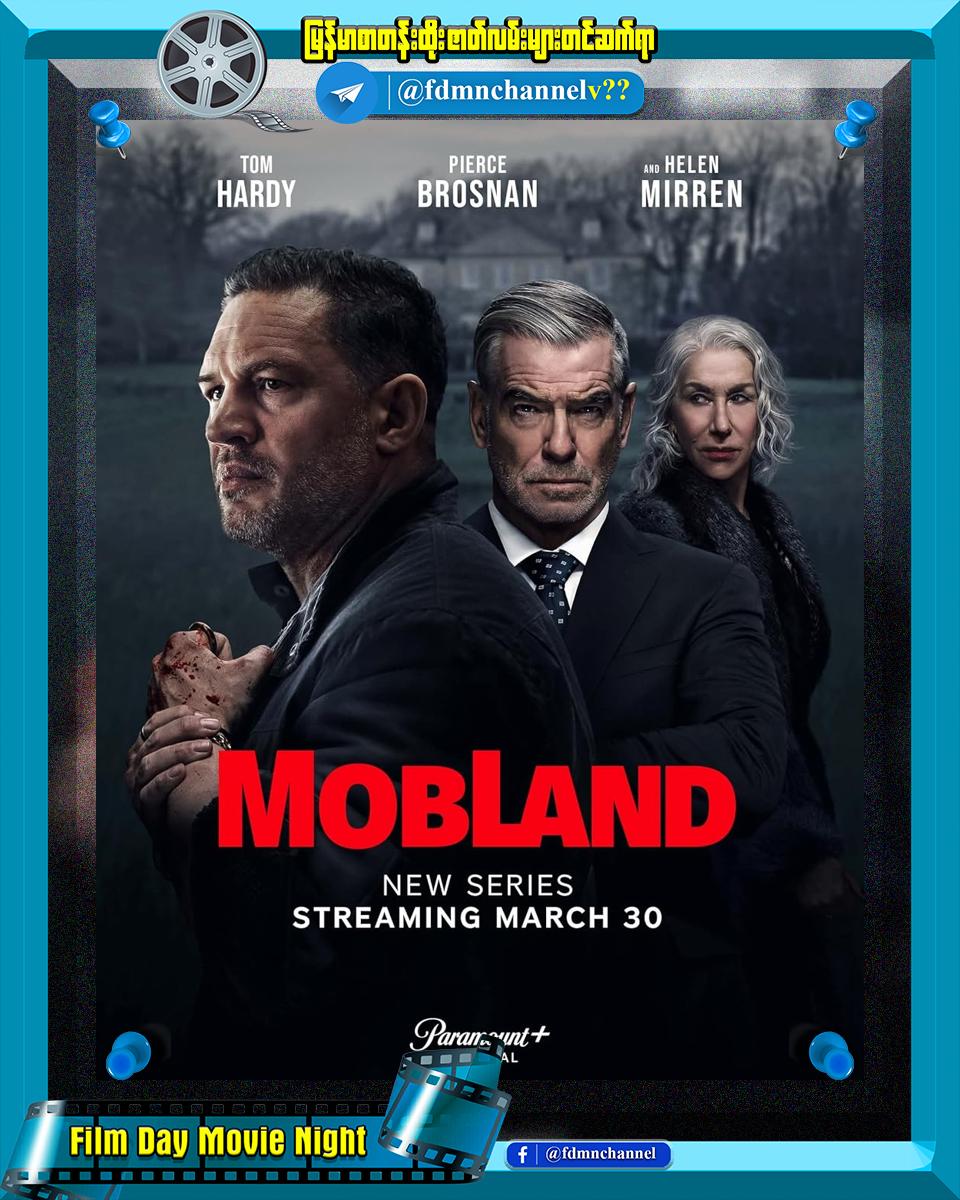 မြန်မာစာတန်းထိုးဇာတ်လမ်းများတင်ဆက်ရာ
@fdmnchannelv??
TOM
HARDY
PIERCE
BROSNAN
AND HELEN
MIRREN
MOBLAND
NEW SERIES
STREAMING MARCH 30
Paramount+
Film Day Movie Night
@fdmnchannel